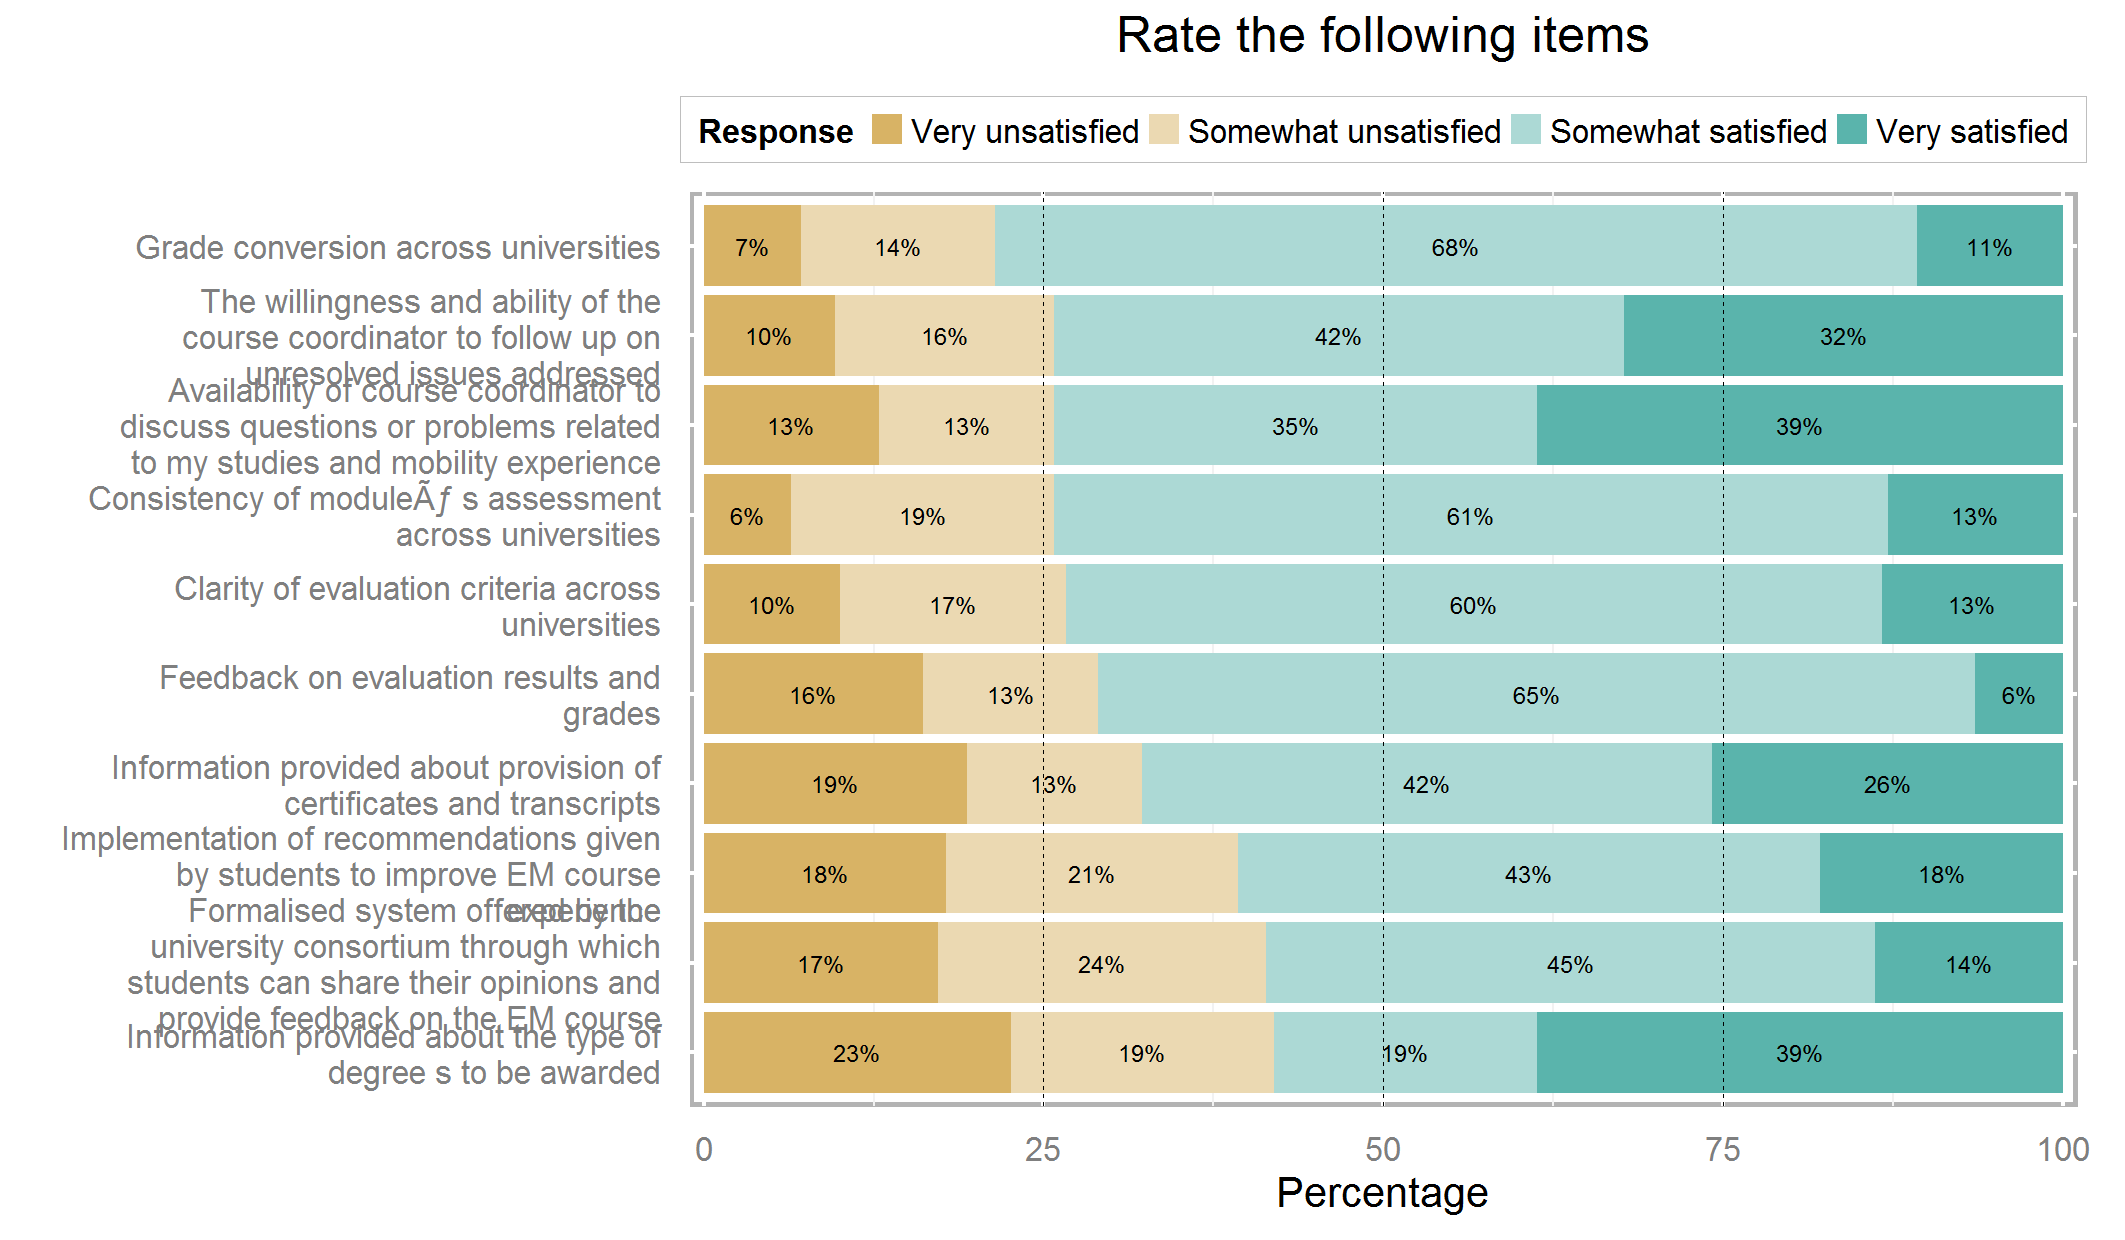 Rate the following items
Response Very unsatisfied Somewhat unsatisfied Somewhat satisfied Very satisfied
Grade conversion across universities
7% 14% 68% 11%
The willingness and ability of the
course coordinator to follow up on
unresolved issues addressed
10% 16% 42% 32%
Availability of course coordinator to
discuss questions or problems related
to my studies and mobility experience
13% 13% 35% 39%
Consistency of moduleÃƒ s assessment
across universities
6% 19% 61% 13%
Clarity of evaluation criteria across
universities
10% 17% 60% 13%
Feedback on evaluation results and
grades
16% 13% 65% 6%
Information provided about provision of
certificates and transcripts
19% 13% 42% 26%
Implementation of recommendations given
by students to improve EM course
experience
18% 21% 43% 18%
Formalised system offered by the
university consortium through which
students can share their opinions and
provide feedback on the EM course
17% 24% 45% 14%
Information provided about the type of
degree s to be awarded
23% 19% 19% 39%
0 25 50 75 100
Percentage